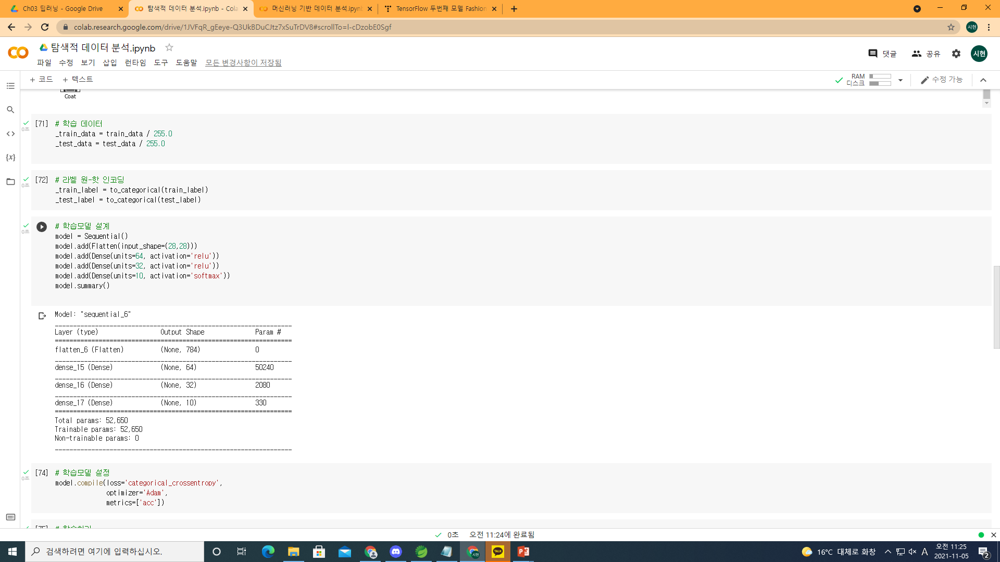 Ch03 딥러닝 - Google Drive
탐색적 데이터 분석.ipynb - Cola
머신러닝 기반 데이터 분석.ipynb
TensorFlow 두번째 모델 Fashion
colab.research.google.com/drive/1JVFqR_gEeye-Q3UkBDuCJtz7xSuTrDV8#scrollTo=l-cDzobE0Sgf
시현
탐색적 데이터 분석.ipynb
댓글 공유 시현
파일 수정 보기 삽입 런타임 도구 도움말 모든 변경사항이 저장됨
+ 코드 + 텍스트
RAM
디스크
수정 가능
Coat
[71] # 학습 데이터
0초
_train_data = train_data / 255.0
_test_data = test_data / 255.0
[72] # 라벨 원-핫 인코딩
0초
_train_label = to_categorical(train_label)
_test_label = to_categorical(test_label)
# 학습모델 설계
0초
model = Sequential()
model.add(Flatten(input_shape=(28,28)))
model.add(Dense(units=64, activation='relu'))
model.add(Dense(units=32, activation='relu'))
model.add(Dense(units=10, activation='softmax'))
model.summary()
Model: "sequential_6"
_________________________________________________________________
Layer (type) Output Shape Param #
=================================================================
flatten_6 (Flatten) (None, 784) 0
_________________________________________________________________
dense_15 (Dense) (None, 64) 50240
_________________________________________________________________
dense_16 (Dense) (None, 32) 2080
_________________________________________________________________
dense_17 (Dense) (None, 10) 330
=================================================================
Total params: 52,650
Trainable params: 52,650
Non-trainable params: 0
_________________________________________________________________
[74] # 학습모델 설정
0초
model.compile(loss='categorical_crossentropy',
optimizer='Adam',
metrics=['acc'])
0초 오전 11:24에 완료됨
검색하려면 여기에 입력하십시오.
TALK
16°C 대체로 화창
A
오전 11:25
2021-11-05
2